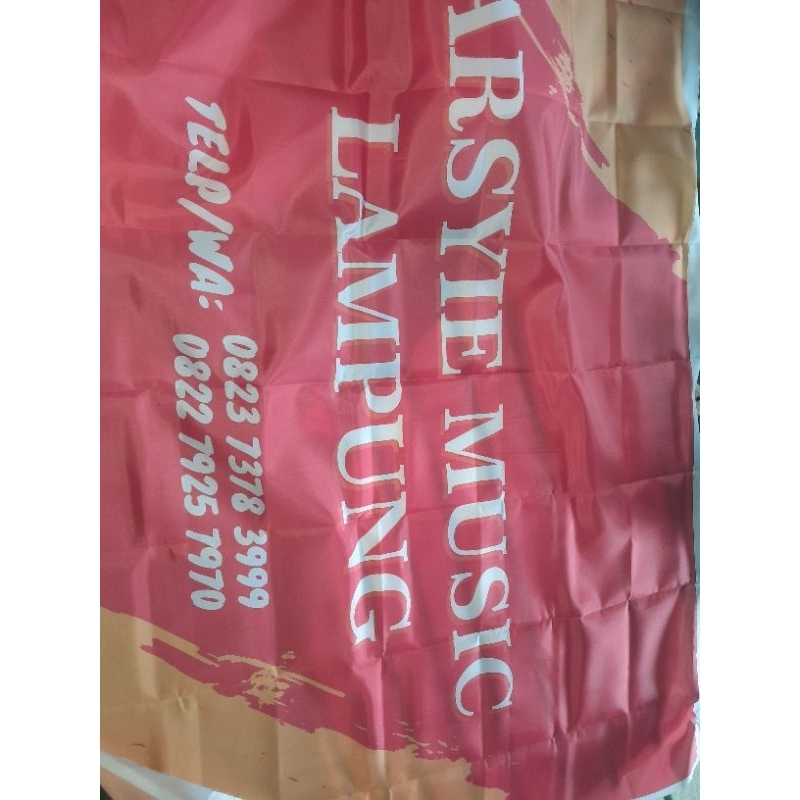 ARSYIE MUSIC
LAMPUNG
TELP/WA: 0823 7378 3999
0822 7925 7970